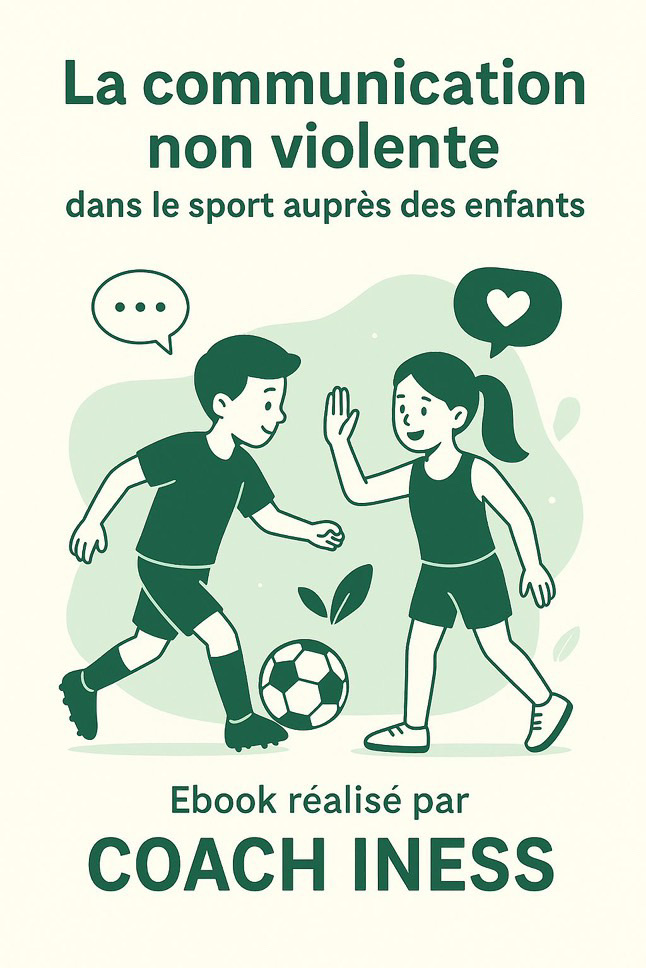 La communication
non violente
dans le sport auprès des enfants
Ebook réalisé par
COACH INESS